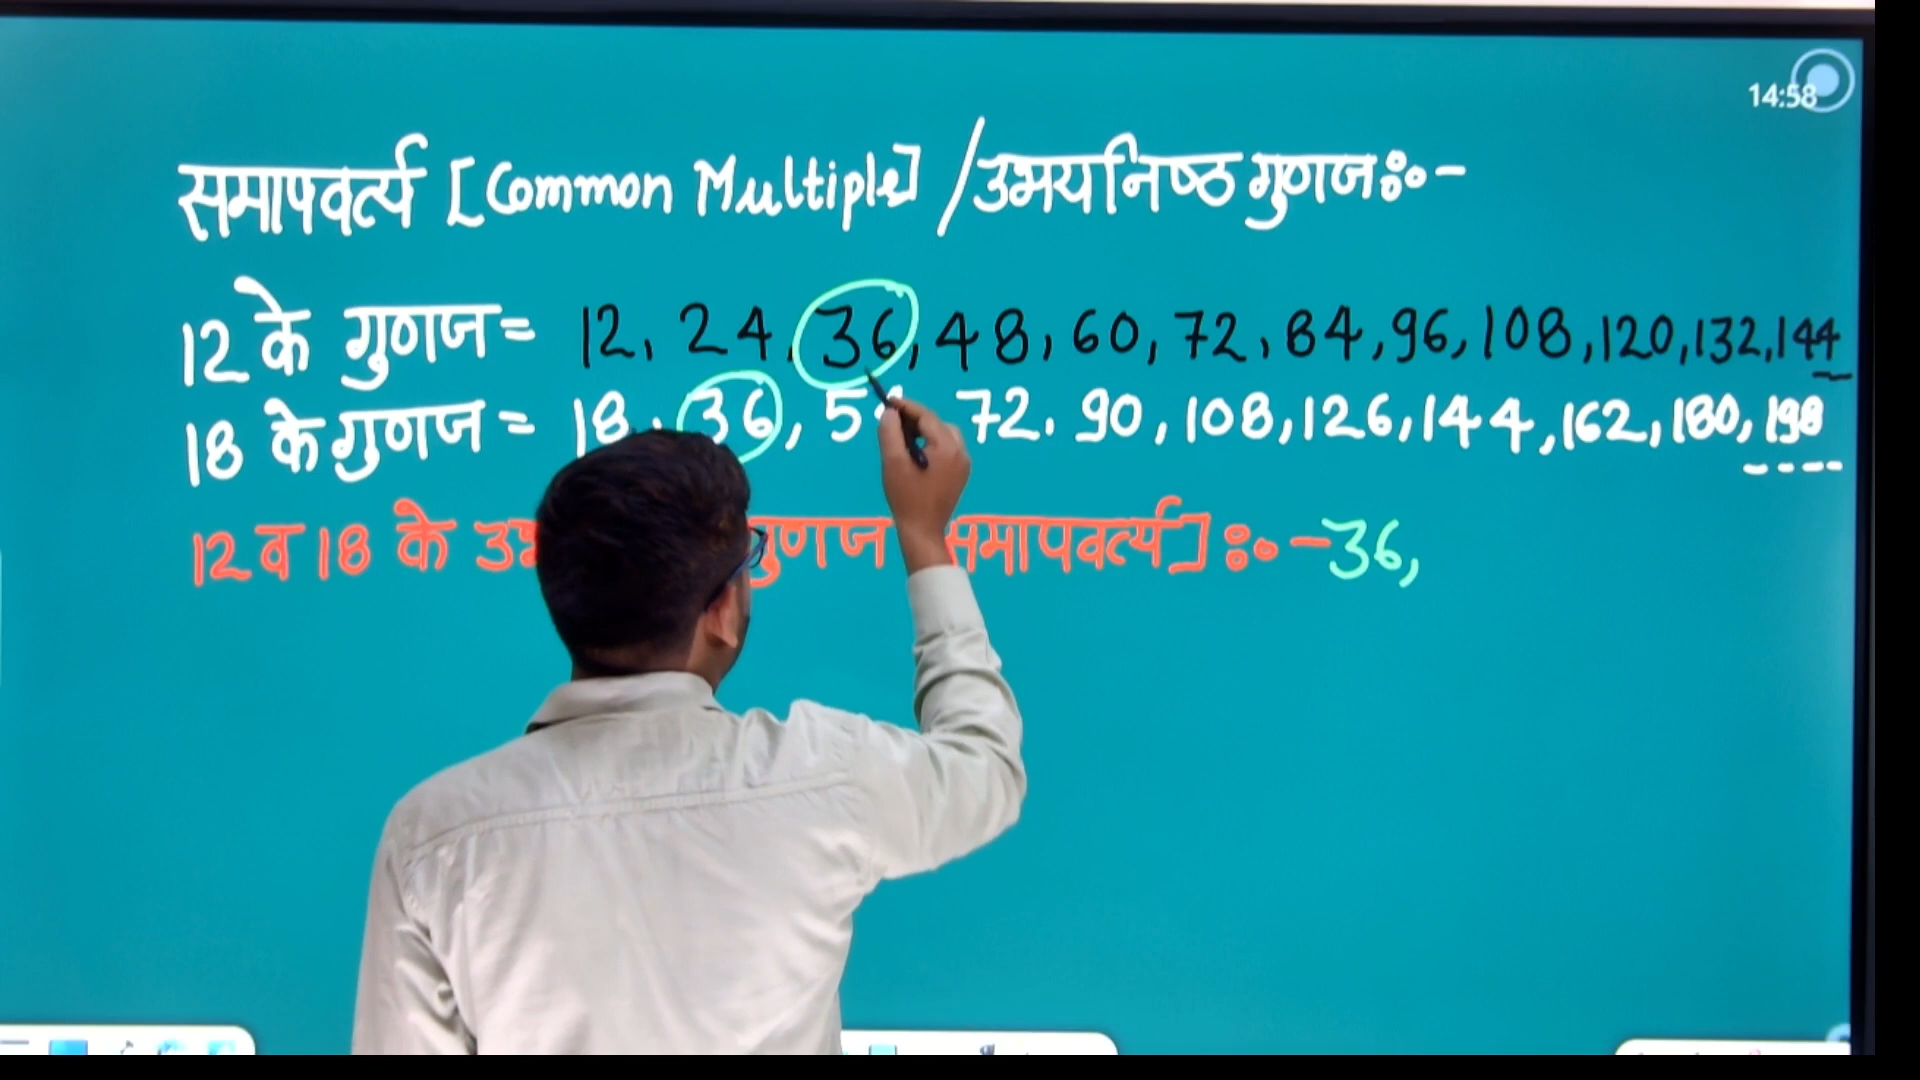 14:58
समापवर्त्य [Common Multiple] / उभयनिष्ठ गुणज :-
12 के गुणज = 12, 24, 36, 48, 60, 72, 84, 96, 108, 120, 132, 144
18 के गुणज = 18, 36, 72, 90, 108, 126, 144, 162, 180, 198 ----
12 व 18 के गुणज समापवर्त्य] :- 36,